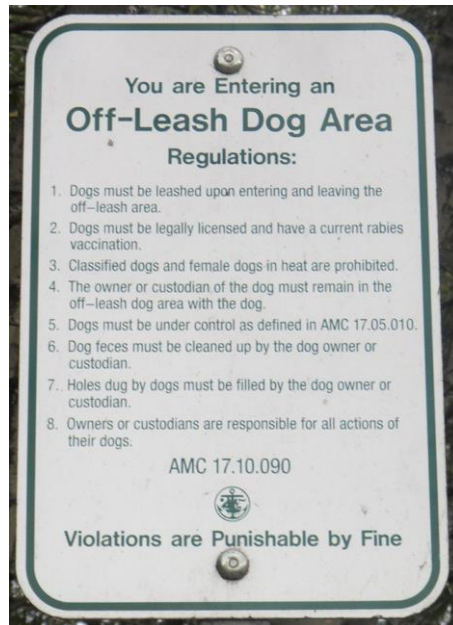 You are Entering an
Off-Leash Dog Area
Regulations:
1. Dogs must be leashed upon entering and leaving the
off-leash area.
2. Dogs must be legally licensed and have a current rabies
vaccination.
3. Classified dogs and female dogs in heat are prohibited.
4. The owner or custodian of the dog must remain in the
off-leash dog area with the dog.
5. Dogs must be under control as defined in AMC 17.05.010.
6. Dog feces must be cleaned up by the dog owner or
custodian.
7. Holes dug by dogs must be filled by the dog owner or
custodian.
8. Owners or custodians are responsible for all actions of
their dogs.
AMC 17.10.090
Violations are Punishable by Fine